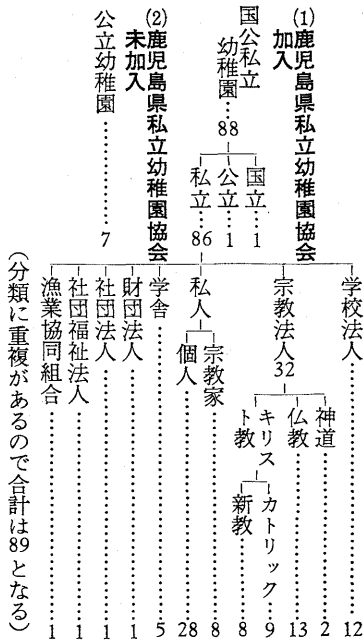 (1)鹿児島県私立幼稚園協会
加入
国公私立
幼稚園…88
国立…1
公立…1
私立…86
学校法人…12
宗教法人32
神道…2
仏教…13
キリスト教
カトリック…9
新教…8
私人
宗教家…8
個人…28
学舎…5
財団法人…1
社団法人…1
社団福祉法人…1
漁業協同組合…1
(2)鹿児島県私立幼稚園協会
未加入
公立幼稚園…7
(分類に重複があるので合計は89となる)